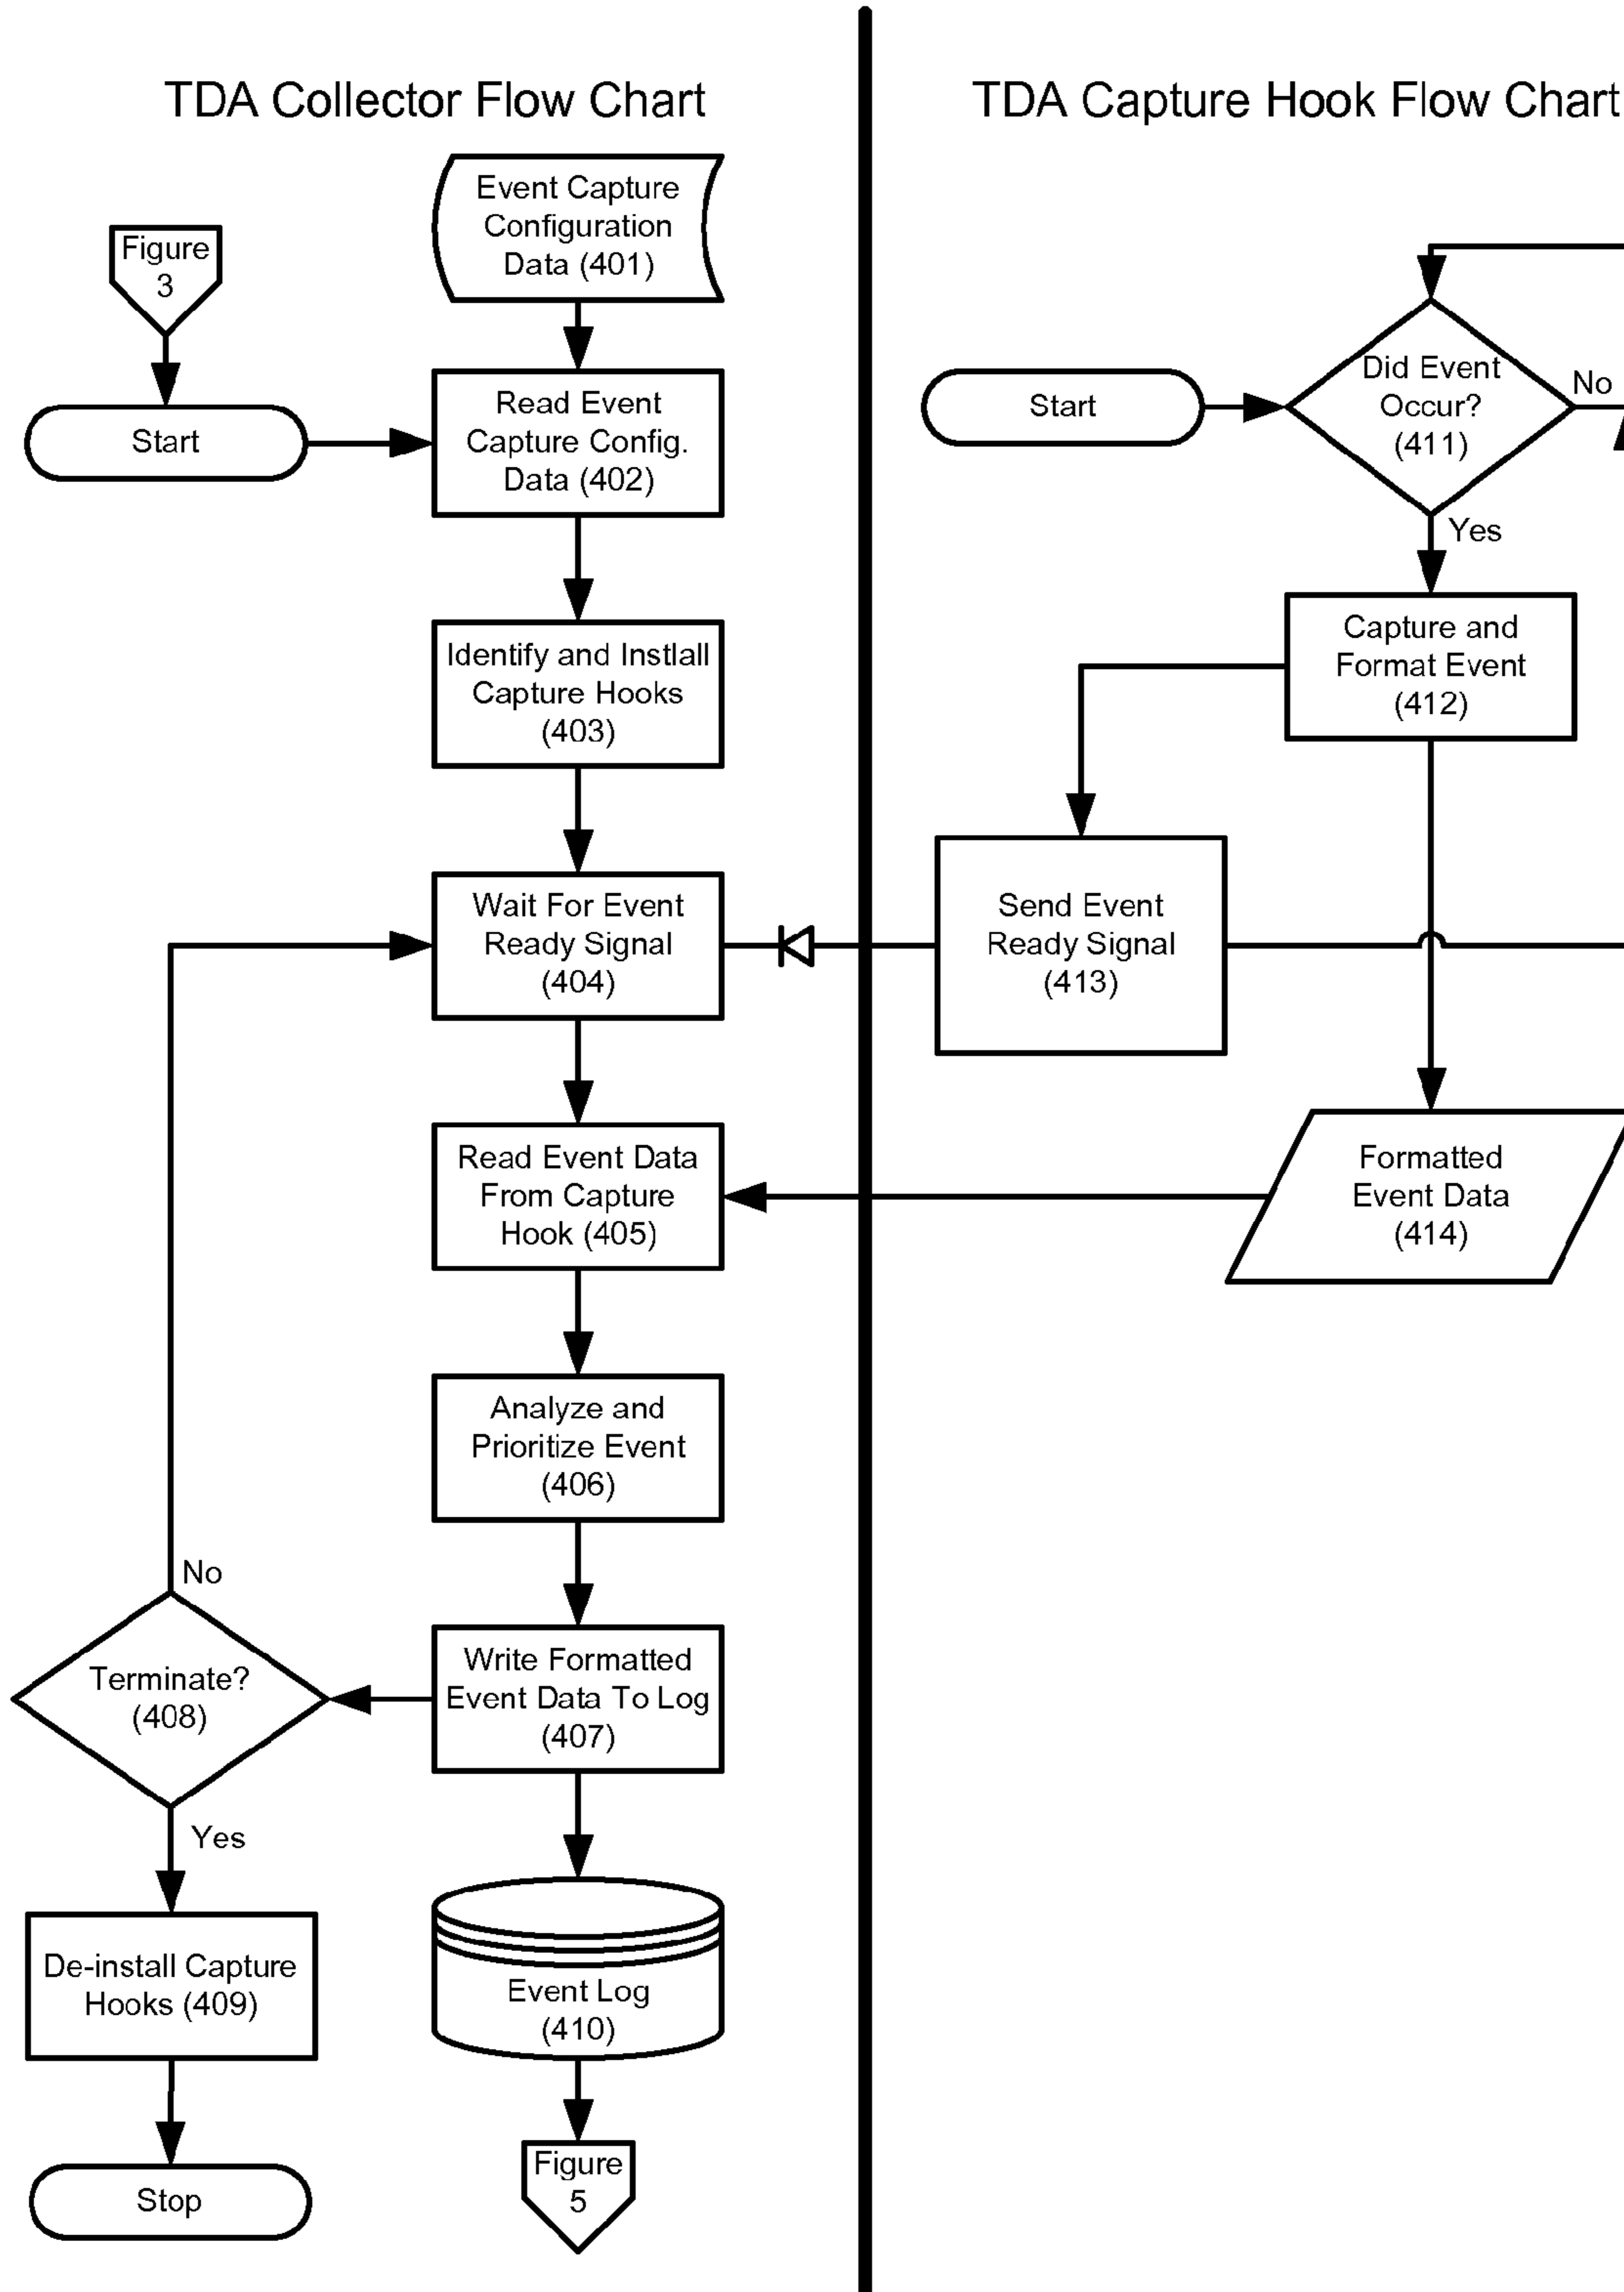 TDA Collector Flow Chart
Figure
3
Start
Event Capture
Configuration
Data (401)
Read Event
Capture Config.
Data (402)
Identify and Instlall
Capture Hooks
(403)
Wait For Event
Ready Signal
(404)
Read Event Data
From Capture
Hook (405)
Analyze and
Prioritize Event
(406)
Write Formatted
Event Data To Log
(407)
No
Terminate?
(408)
Yes
De-install Capture
Hooks (409)
Stop
Event Log
(410)
Figure
5
TDA Capture Hook Flow Chart
Start
Did Event
Occur?
(411)
No
Yes
Capture and
Format Event
(412)
Send Event
Ready Signal
(413)
Formatted
Event Data
(414)